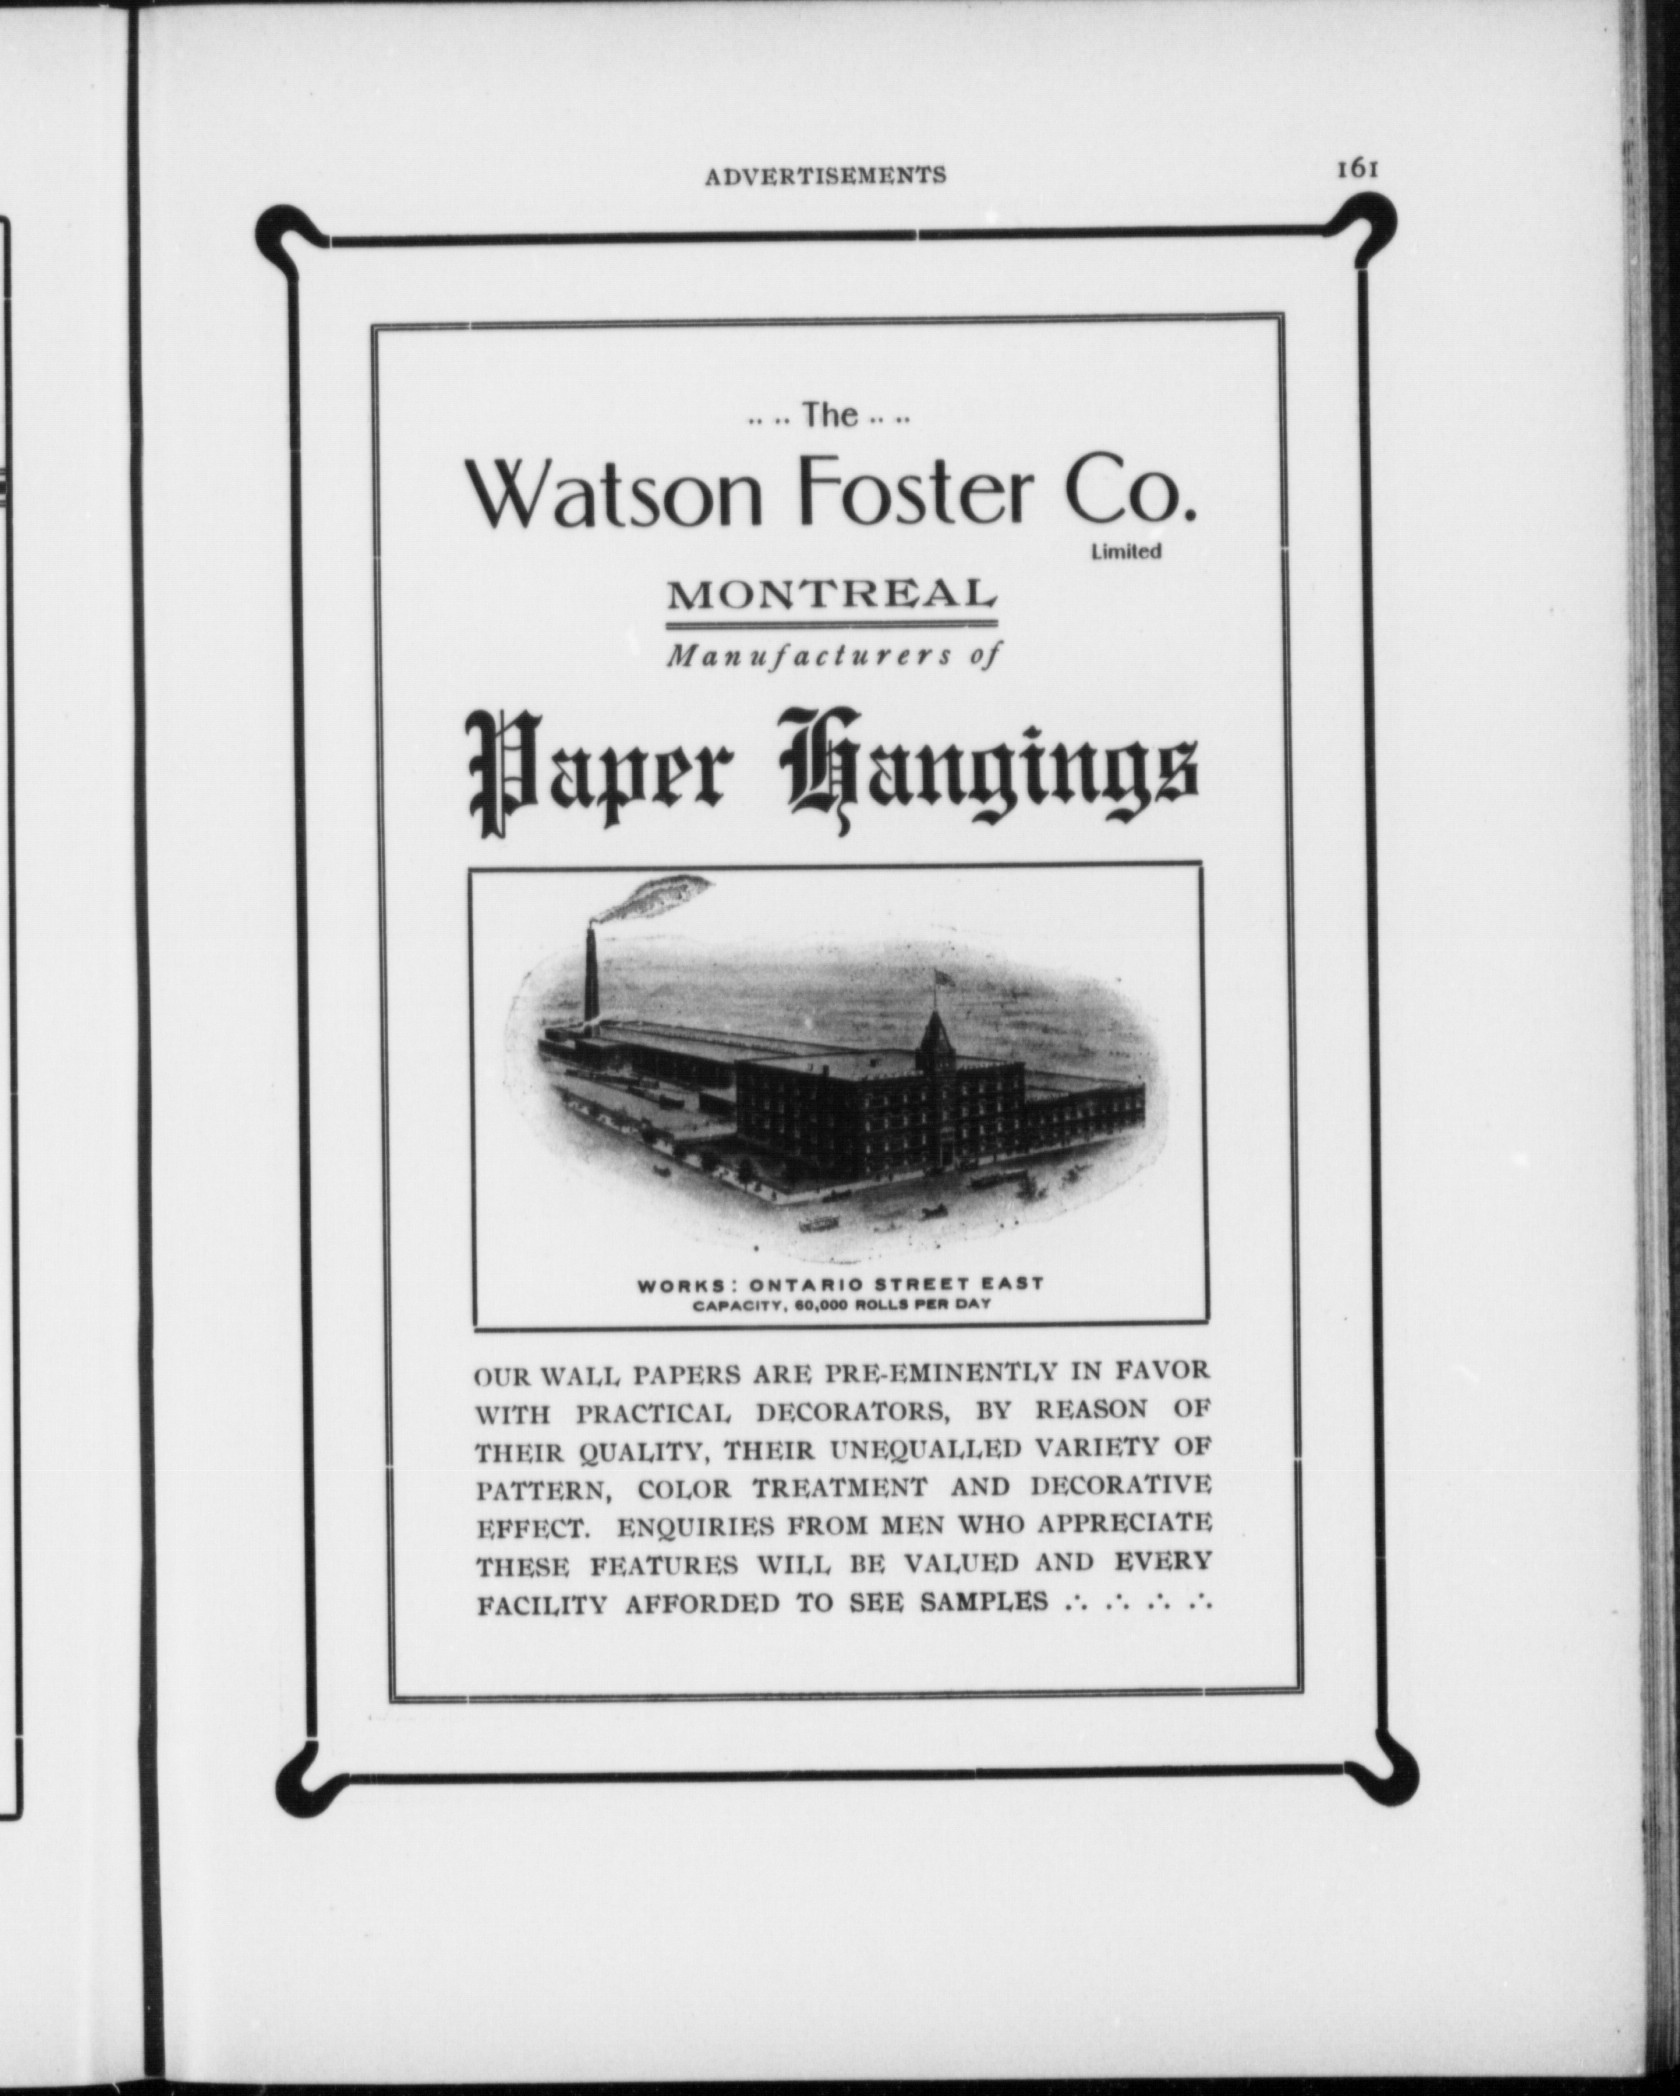 ADVERTISEMENTS 161
.. .. The .. ..
Watson Foster Co.
Limited
MONTREAL
Manufacturers of
Paper Hangings
WORKS: ONTARIO STREET EAST
CAPACITY, 60,000 ROLLS PER DAY
OUR WALL PAPERS ARE PRE-EMINENTLY IN FAVOR
WITH PRACTICAL DECORATORS, BY REASON OF
THEIR QUALITY, THEIR UNEQUALLED VARIETY OF
PATTERN, COLOR TREATMENT AND DECORATIVE
EFFECT. ENQUIRIES FROM MEN WHO APPRECIATE
THESE FEATURES WILL BE VALUED AND EVERY
FACILITY AFFORDED TO SEE SAMPLES ∴ ∴ ∴ ∴